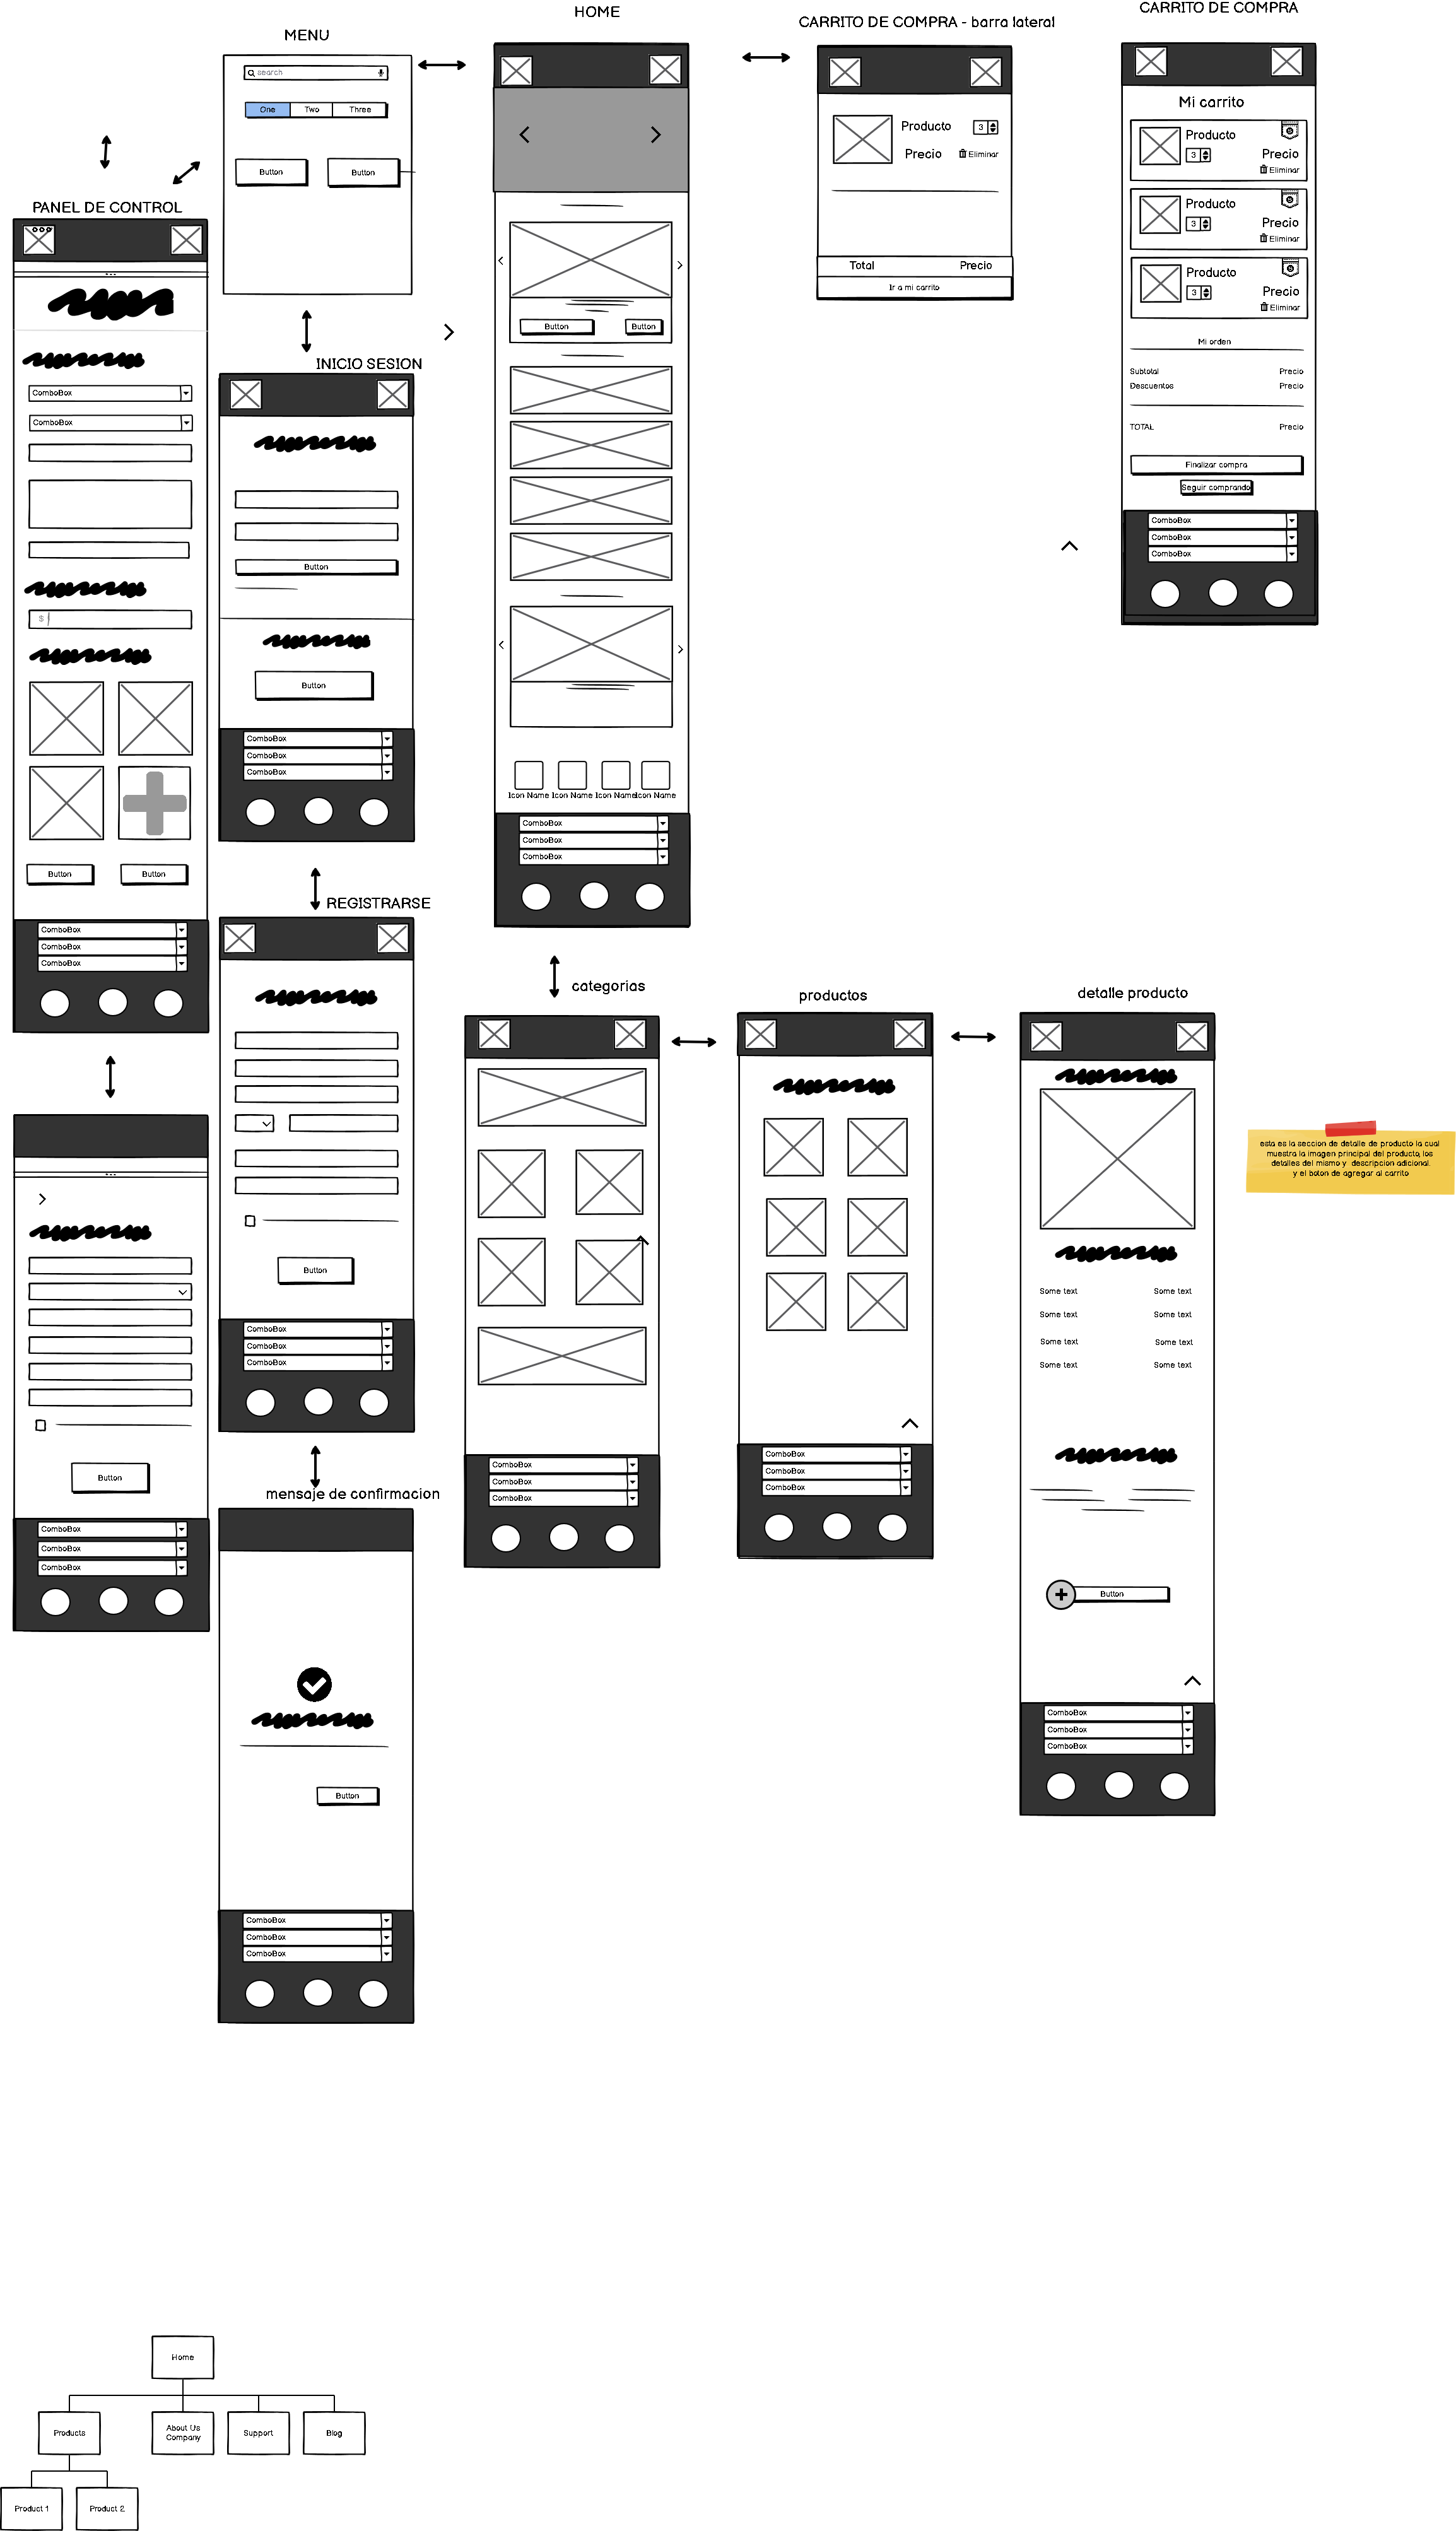 HOME
CARRITO DE COMPRA - barra lateral
CARRITO DE COMPRA
MENU
search
One Two Three
Button Button
PANEL DE CONTROL
ComboBox
ComboBox
$
Button Button
ComboBox
ComboBox
ComboBox
INICIO SESION
Button
Button
ComboBox
ComboBox
ComboBox
REGISTRARSE
Button
ComboBox
ComboBox
ComboBox
mensaje de confirmacion
Button
ComboBox
ComboBox
ComboBox
Button
ComboBox
ComboBox
ComboBox
Button Button
Icon Name Icon Name Icon Name Icon Name
ComboBox
ComboBox
ComboBox
Producto 3
Precio Eliminar
Total Precio
Ir a mi carrito
Mi carrito
Producto
3 Precio
Eliminar
Producto
3 Precio
Eliminar
Producto
3 Precio
Eliminar
Mi orden
Subtotal Precio
Descuentos Precio
TOTAL Precio
Finalizar compra
Seguir comprando
ComboBox
ComboBox
ComboBox
categorias
ComboBox
ComboBox
ComboBox
productos
ComboBox
ComboBox
ComboBox
detalle producto
Some text Some text
Some text Some text
Some text Some text
Some text Some text
Button
ComboBox
ComboBox
ComboBox
esta es la seccion de detalle de producto la cual
muestra la imagen principal del producto, los
detalles del mismo y descripcion adicional.
y el boton de agregar al carrito
Home
Products
About Us
Company
Support
Blog
Product 1 Product 2